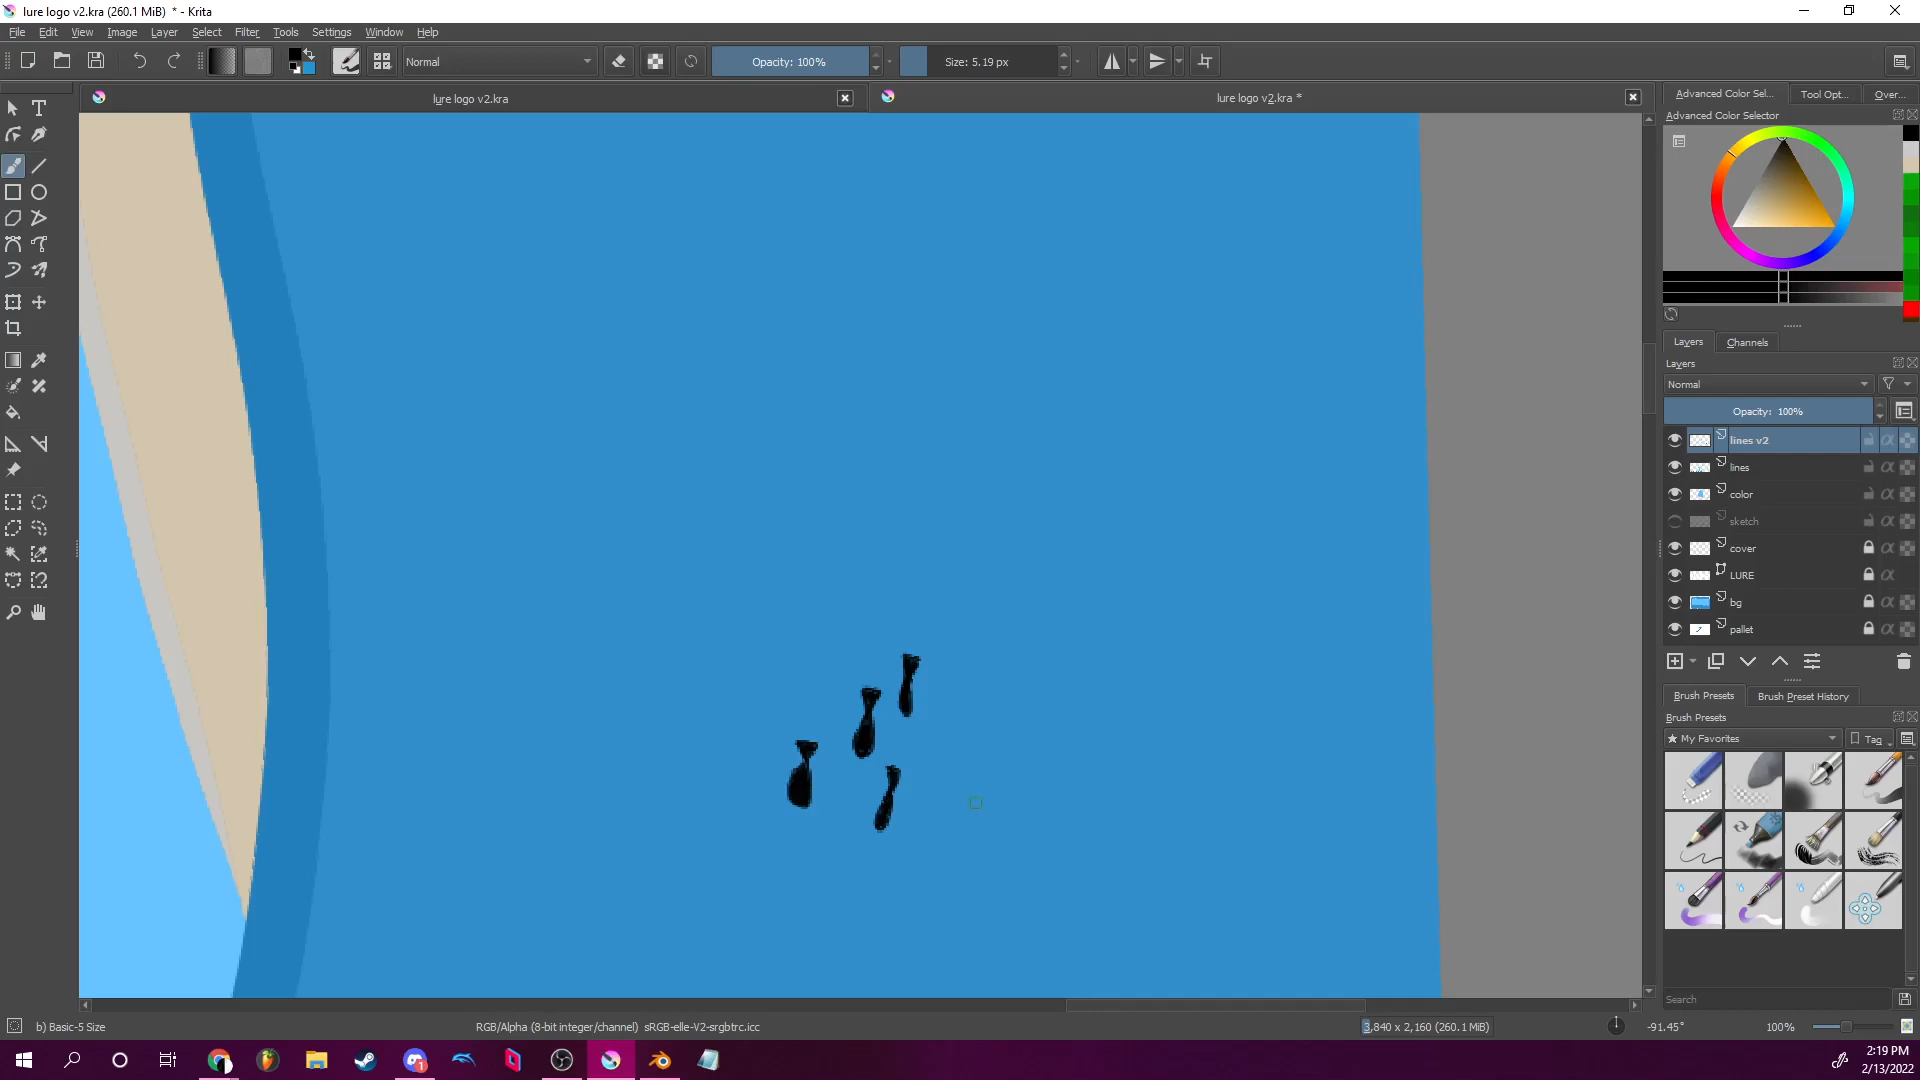 lure logo v2.kra (260.1 MiB)  * - Krita
File Edit View Image Layer Select Filter Tools Settings Window Help
Normal Opacity: 100% Size: 5.19 px
lure logo v2.kra lure logo v2.kra *
Advanced Color Sel... Tool Opt... Over...
Advanced Color Selector
Layers Channels
Layers
Normal
Opacity: 100%
lines v2
lines
color
sketch
cover
LURE
bg
pallet
Brush Presets Brush Preset History
Brush Presets
My Favorites Tag
Search
b) Basic-5 Size RGB/Alpha (8-bit integer/channel) sRGB-elle-V2-srgbtrc.icc 3,840 x 2,160 (260.1 MiB) -91.45° 100%
1
2:19 PM
2/13/2022